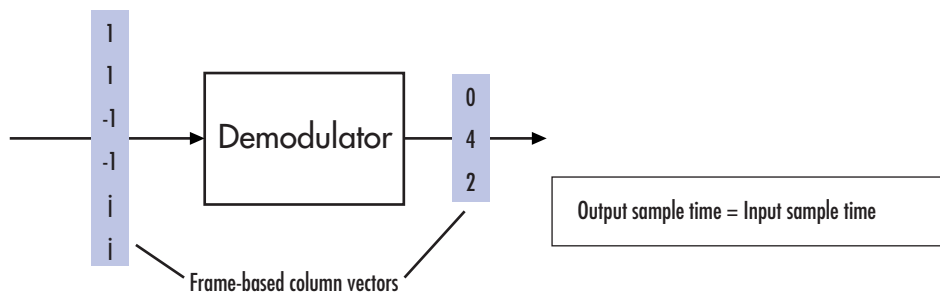 1
1
-1
-1
i
i
Demodulator
0
4
2
Output sample time = Input sample time
Frame-based column vectors